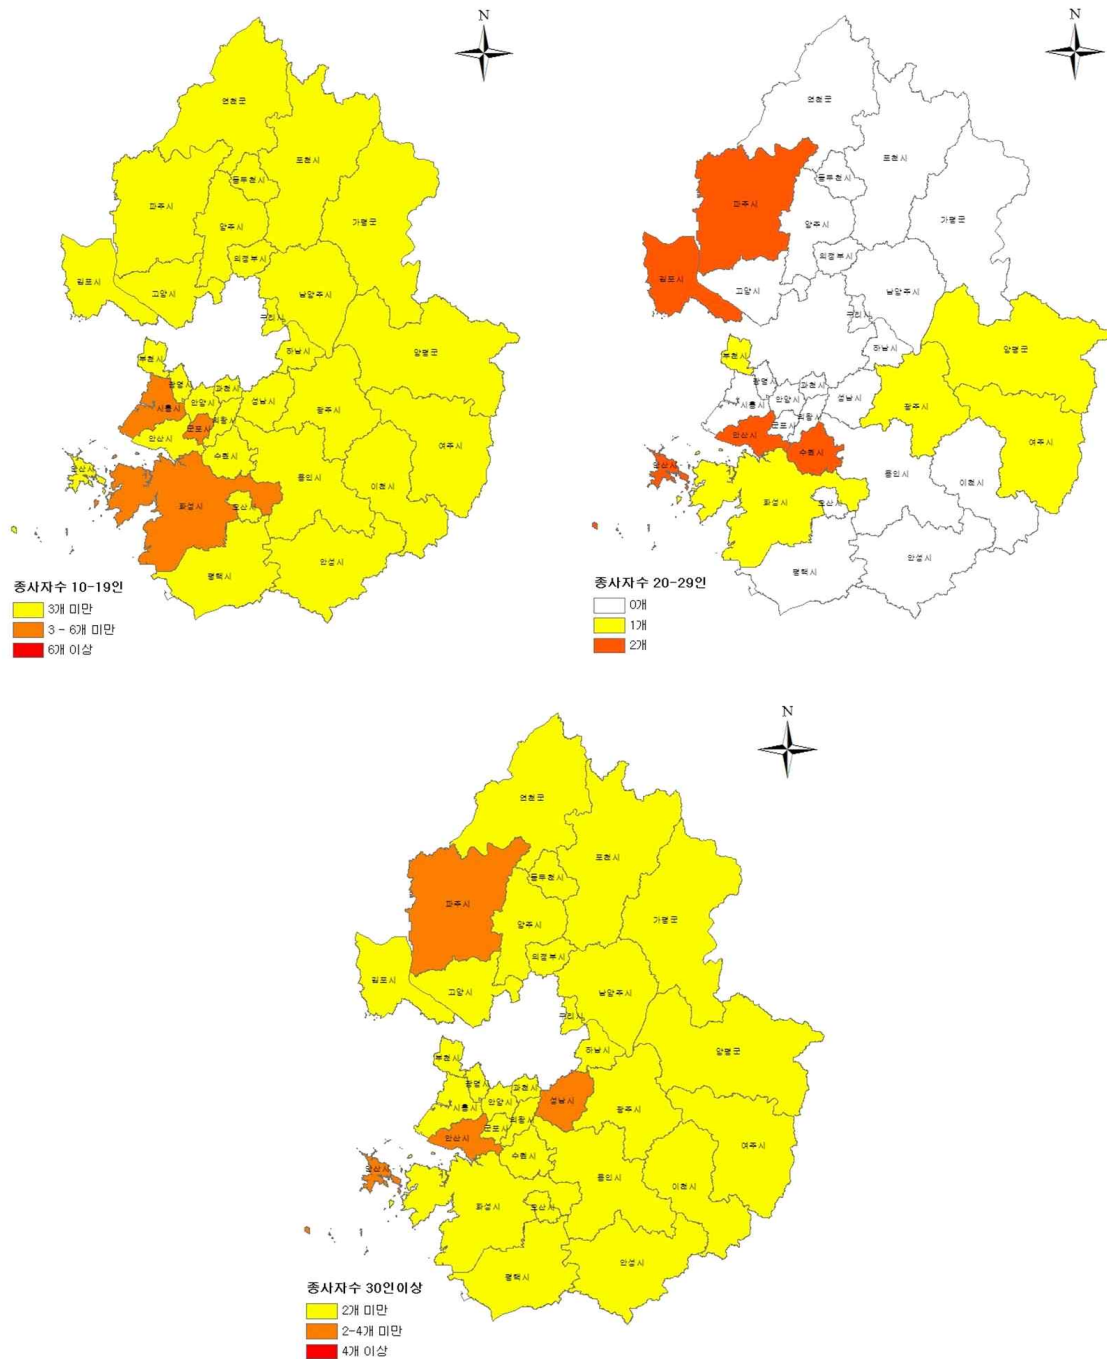 N
연천군
포천시
동두천시
파주시
가평군
양주시
의정부시
김포시
고양시
남양주시
구리시
하남시
양평군
부천시
광명시
과천시
시흥시
안양시
성남시
광주시
의왕시
군포시
안산시
수원시
여주시
안산시
용인시
이천시
화성시
오산시
안성시
평택시
종사자수 10-19인
3개 미만
3 - 6개 미만
6개 이상
N
연천군
포천시
동두천시
파주시
가평군
양주시
의정부시
김포시
고양시
남양주시
구리시
하남시
양평군
부천시
광명시
과천시
시흥시
안양시
성남시
광주시
의왕시
군포시
안산시
수원시
여주시
안산시
용인시
이천시
화성시
오산시
안성시
평택시
종사자수 20-29인
0개
1개
2개
N
연천군
포천시
동두천시
파주시
가평군
양주시
의정부시
김포시
고양시
남양주시
구리시
하남시
양평군
부천시
광명시
과천시
시흥시
안양시
성남시
광주시
의왕시
군포시
안산시
수원시
여주시
안산시
용인시
이천시
화성시
오산시
안성시
평택시
종사자수 30인이상
2개 미만
2-4개 미만
4개 이상